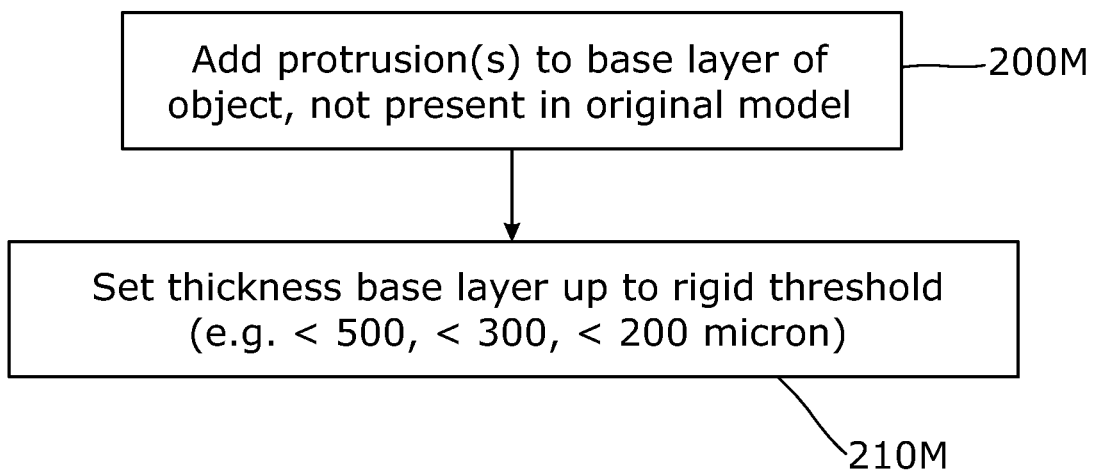 Add protrusion(s) to base layer of
object, not present in original model
200M
Set thickness base layer up to rigid threshold
(e.g. < 500, < 300, < 200 micron)
210M